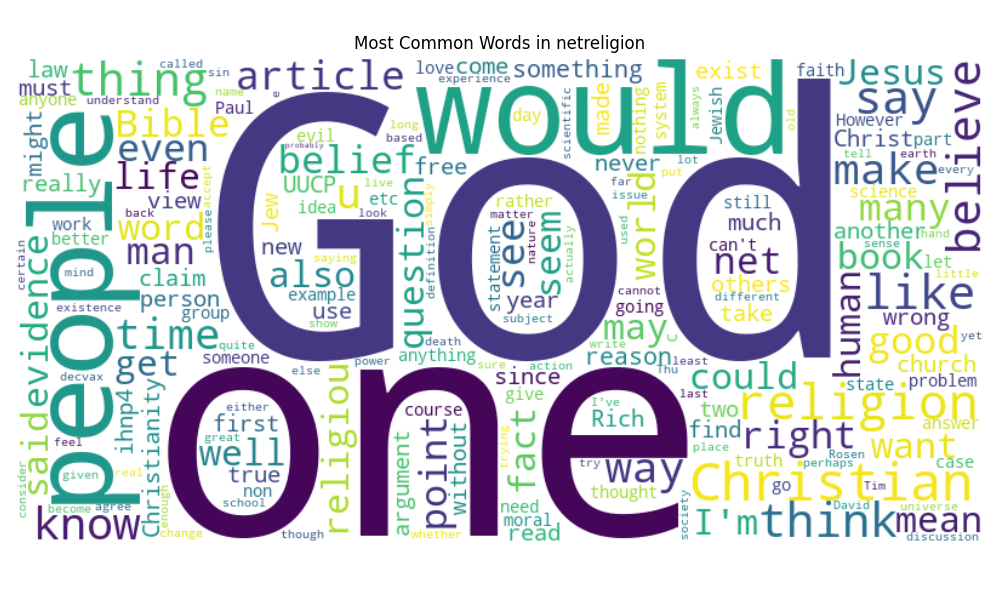 Most Common Words in netreligion
law
thing
called
sin
article
love
come
something
exist
faith
Jesus
must
anyone
understand
name
e
experience
would
nothing
system
always
Jewish
old
say
might
people
Bible
Paul
evil
long
day
scientific
made
However
Christ
part
even
probably
based
belief
free
never
lot
put
tell
earth
make
every
believe
really
life
accept
UUCP
u
live
etc
far
issue
science
view
idea
look
question
rather
world
still
many
work
back
word
please
Jew
simply
matter
used
much
another
hand
better
man
new
saying
definition
statement
see
nature
seem
actually
can't
net
sense
certain
mind
claim
also
example
year
cannot
others
different
book
let
little
evidence
existence
person
group
use
show
subject
going
take
human
like
wrong
time
quite
someone
power
death
anything
write
may
c
good
yet
said
decvax
get
else
since
sure
action
reason
Thu
least
church
God
one
ihnp4
Christianity
either
first
great
religiou
course
give
I've
Rich
last
could
two
religion
state
problem
answer
feel
well
true
non
school
point
without
argument
trying
fact
try
find
place
right
want
truth
perhaps
Rosen
case
consider
given
real
become
agree
enough
way
thought
go
Tim
Christian
know
change
though
whether
need
moral
read
society
I'm
David
think
universe
mean
discussion